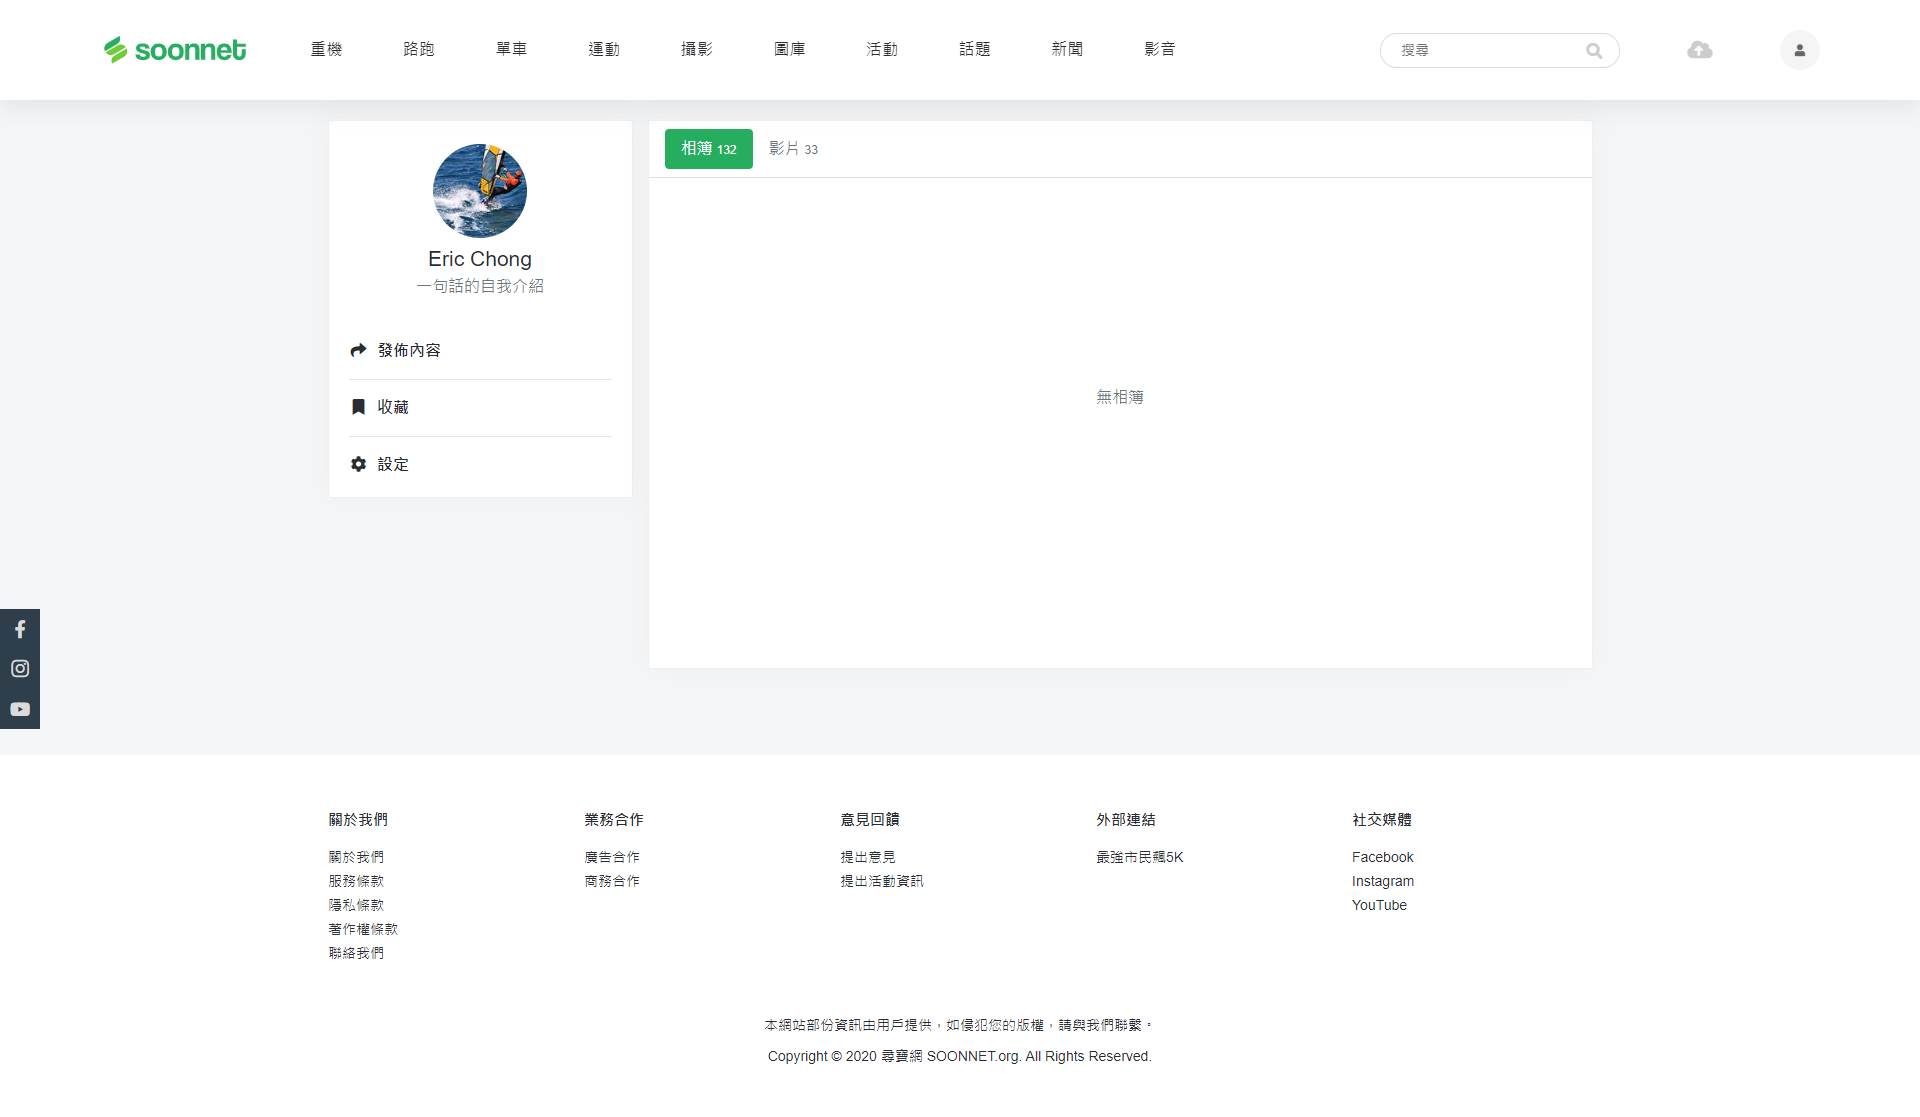 soonnet
重機 路跑 單車 運動 攝影 圖庫 活動 話題 新聞 影音
搜尋
相簿 132 影片 33
Eric Chong
一句話的自我介紹
發佈內容
收藏
設定
無相簿
關於我們
關於我們
服務條款
隱私條款
著作權條款
聯絡我們
業務合作
廣告合作
商務合作
意見回饋
提出意見
提出活動資訊
外部連結
最強市民飆5K
社交媒體
Facebook
Instagram
YouTube
本網站部份資訊由用戶提供，如侵犯您的版權，請與我們聯繫。
Copyright © 2020 尋寶網 SOONNET.org. All Rights Reserved.